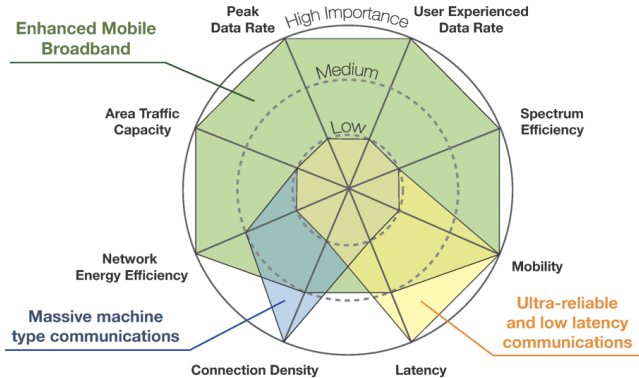 Peak
Data Rate
High Importance
User Experienced
Data Rate
Enhanced Mobile
Broadband
Medium
Area Traffic
Capacity
Low
Spectrum
Efficiency
Network
Energy Efficiency
Mobility
Massive machine
type communications
Ultra-reliable
and low latency
communications
Connection Density
Latency